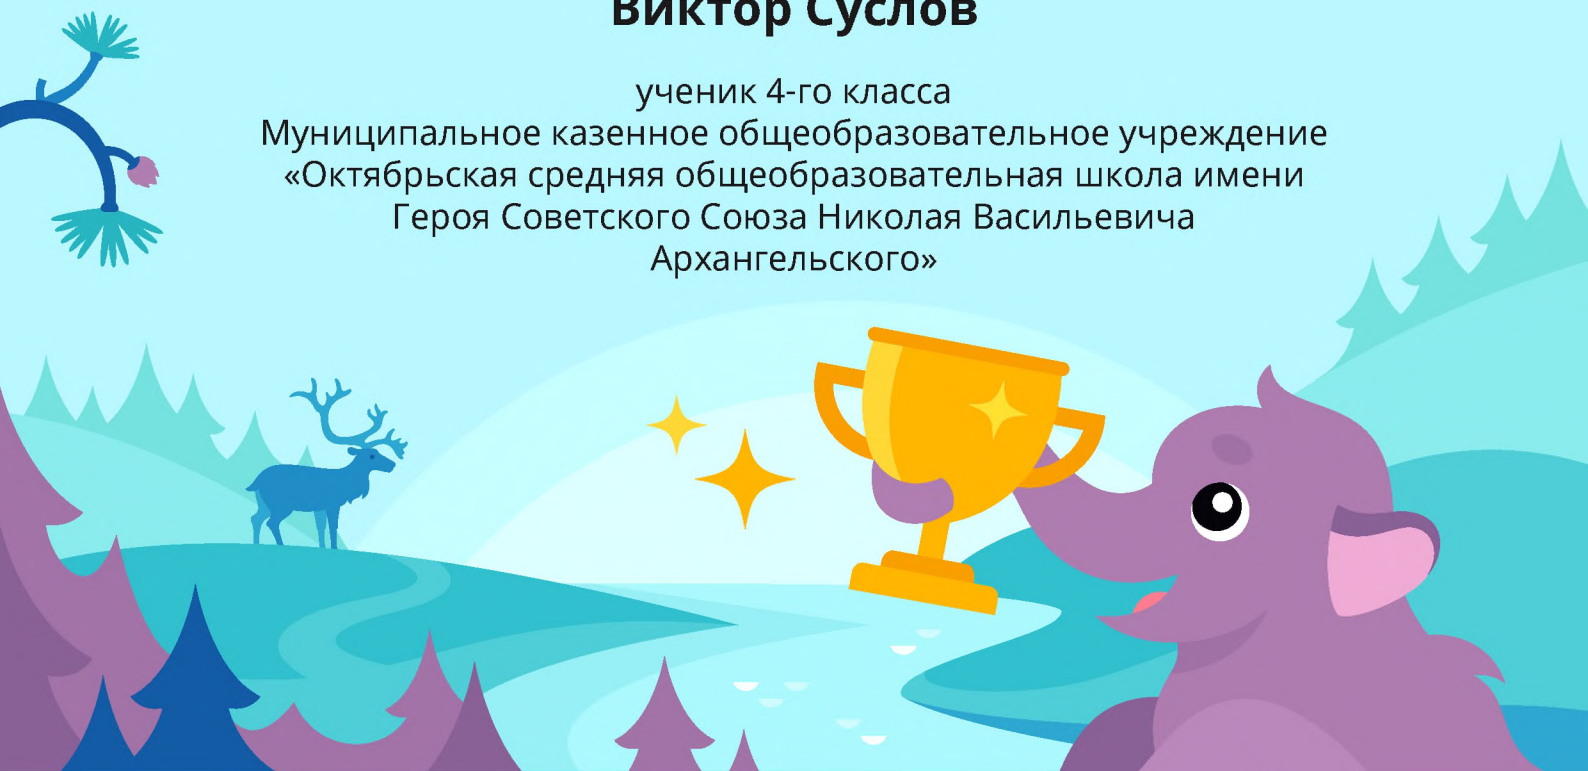 Виктор Суслов
ученик 4-го класса
Муниципальное казенное общеобразовательное учреждение
«Октябрьская средняя общеобразовательная школа имени
Героя Советского Союза Николая Васильевича
Архангельского»